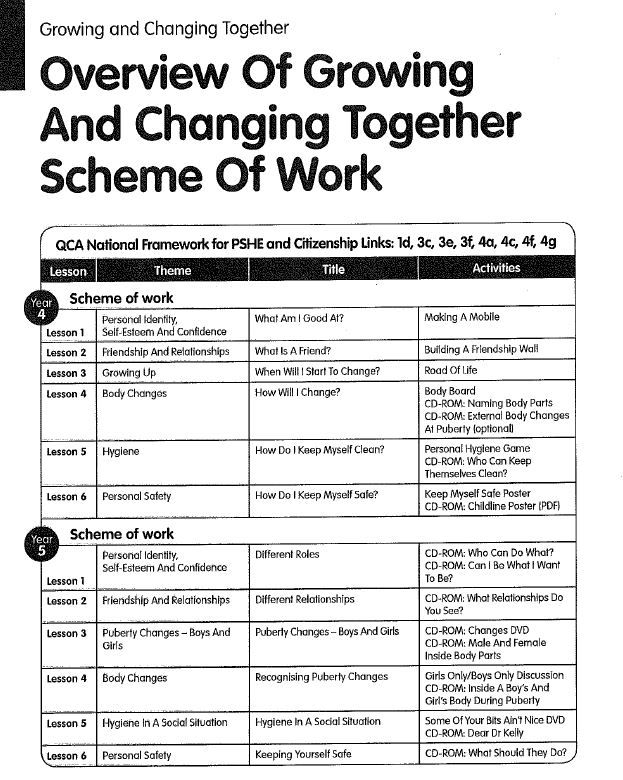 Growing and Changing Together
Overview Of Growing
And Changing Together
Scheme Of Work
QCA National Framework for PSHE and Citizenship Links: 1d, 3c, 3e, 3f, 4a, 4c, 4f, 4g
Lesson Theme Title Activities
Year 4 Scheme of work
Lesson 1 Personal Identity, Self-Esteem And Confidence What Am I Good At? Making A Mobile
Lesson 2 Friendship And Relationships What Is A Friend? Building A Friendship Wall
Lesson 3 Growing Up When Will I Start To Change? Road Of Life
Lesson 4 Body Changes How Will I Change? Body Board
CD-ROM: Naming Body Parts
CD-ROM: External Body Changes
At Puberty (optional)
Lesson 5 Hygiene How Do I Keep Myself Clean? Personal Hygiene Game
CD-ROM: Who Can Keep
Themselves Clean?
Lesson 6 Personal Safety How Do I Keep Myself Safe? Keep Myself Safe Poster
CD-ROM: Childline Poster (PDF)
Year 5 Scheme of work
Lesson 1 Personal Identity, Self-Esteem And Confidence Different Roles CD-ROM: Who Can Do What?
CD-ROM: Can I Be What I Want
To Be?
Lesson 2 Friendship And Relationships Different Relationships CD-ROM: What Relationships Do
You See?
Lesson 3 Puberty Changes – Boys And Girls Puberty Changes – Boys And Girls CD-ROM: Changes DVD
CD-ROM: Male And Female
Inside Body Parts
Lesson 4 Body Changes Recognising Puberty Changes Girls Only/Boys Only Discussion
CD-ROM: Inside A Boy's And
Girl's Body During Puberty
Lesson 5 Hygiene In A Social Situation Hygiene In A Social Situation Some Of Your Bits Ain't Nice DVD
CD-ROM: Dear Dr Kelly
Lesson 6 Personal Safety Keeping Yourself Safe CD-ROM: What Should They Do?